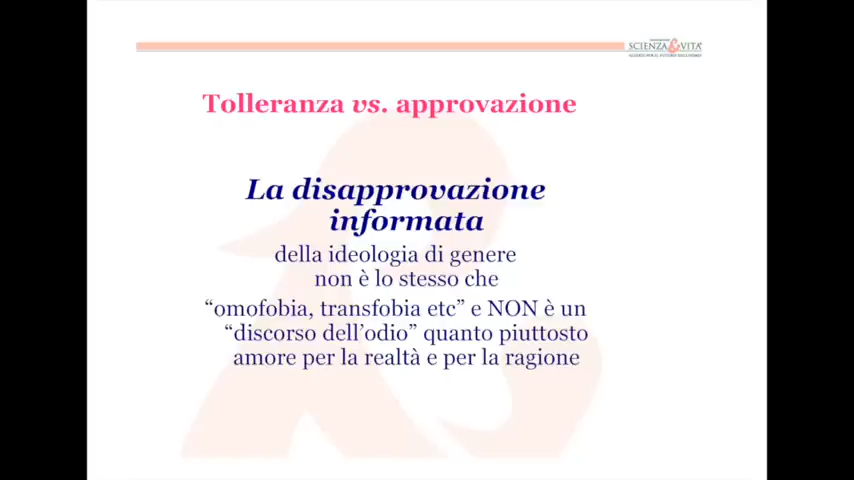 SCIENZA&VITA
Tolleranza vs. approvazione
La disapprovazione
informata
della ideologia di genere
non è lo stesso che
“omofobia, transfobia etc” e NON è un
“discorso dell’odio” quanto piuttosto
amore per la realtà e per la ragione